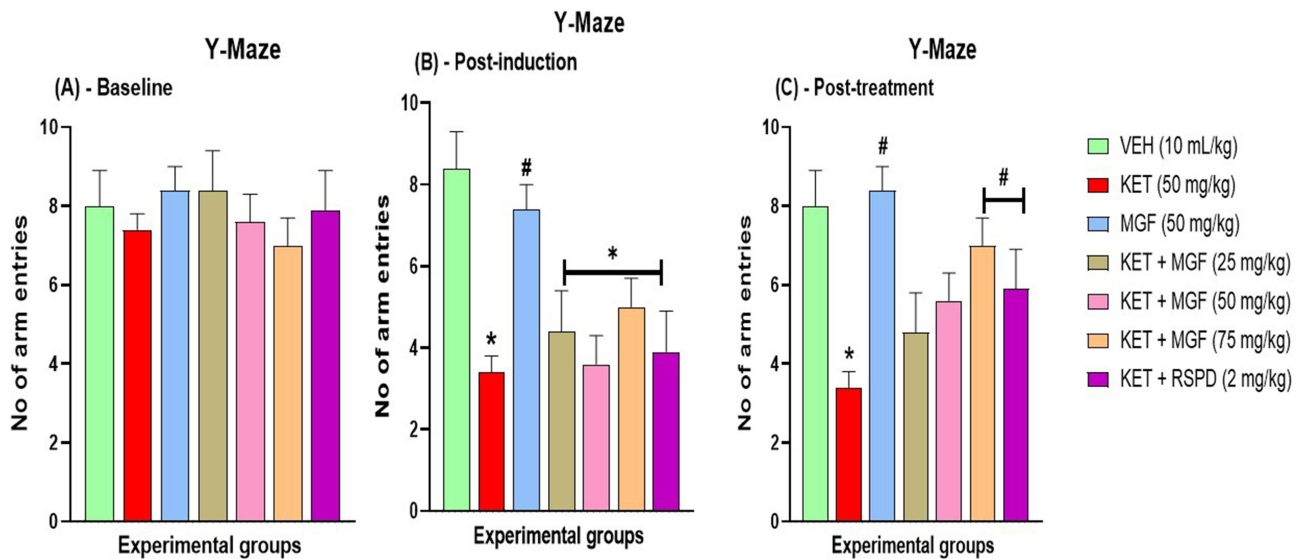 Y-Maze
(A) - Baseline
No of arm entries
10
8
6
4
2
0
Experimental groups
Y-Maze
(B) - Post-induction
No of arm entries
10
8
6
4
2
0
*
#
*
Experimental groups
Y-Maze
(C) - Post-treatment
No of arm entries
10
8
6
4
2
0
*
#
#
Experimental groups
VEH (10 mL/kg)
KET (50 mg/kg)
MGF (50 mg/kg)
KET + MGF (25 mg/kg)
KET + MGF (50 mg/kg)
KET + MGF (75 mg/kg)
KET + RSPD (2 mg/kg)